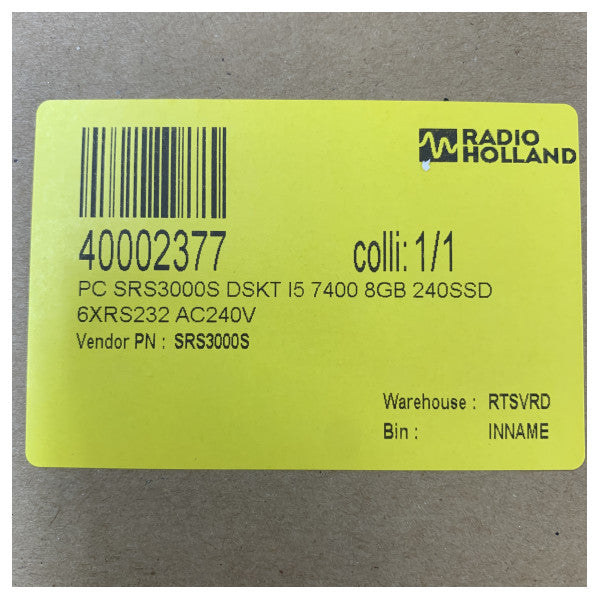 RADIO
HOLLAND
40002377 colli: 1/1
PC SRS3000S DSKT I5 7400 8GB 240SSD
6XRS232 AC240V
Vendor PN : SRS3000S
Warehouse : RTSVRD
Bin : INNAME